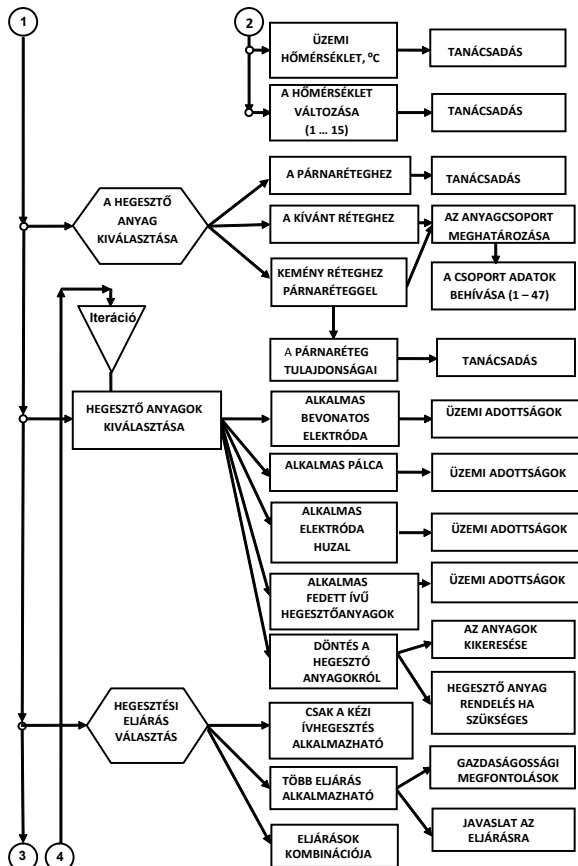 1
2
ÜZEMI
HŐMÉRSÉKLET, ⁰C
TANÁCSADÁS
A HŐMÉRSÉKLET
VÁLTOZÁSA
(1 ... 15)
TANÁCSADÁS
A HEGESZTŐ
ANYAG
KIVÁLASZTÁSA
A PÁRNARÉTEGHEZ
TANÁCSADÁS
A KÍVÁNT RÉTEGHEZ
AZ ANYAGCSOPORT
MEGHATÁROZÁSA
KEMÉNY RÉTEGHEZ
PÁRNARÉTEGGEL
A CSOPORT ADATOK
BEHÍVÁSA (1 – 47)
Iteráció
A PÁRNARÉTEG
TULAJDONSÁGAI
TANÁCSADÁS
HEGESZTŐ ANYAGOK
KIVÁLASZTÁSA
ALKALMAS
BEVONATOS
ELEKTRÓDA
ÜZEMI ADOTTSÁGOK
ALKALMAS PÁLCA
ÜZEMI ADOTTSÁGOK
ALKALMAS
ELEKTRÓDA
HUZAL
ÜZEMI ADOTTSÁGOK
ALKALMAS
FEDETT ÍVŰ
HEGESZTŐANYAGOK
ÜZEMI ADOTTSÁGOK
DÖNTÉS A
HEGESZTŐ
ANYAGOKRÓL
AZ ANYAGOK
KIKERESÉSE
HEGESZTŐ ANYAG
RENDELÉS HA
SZÜKSÉGES
HEGESZTÉSI
ELJÁRÁS
VÁLASZTÁS
CSAK A KÉZI
ÍVHEGESZTÉS
ALKALMAZHATÓ
TÖBB ELJÁRÁS
ALKALMAZHATÓ
GAZDASÁGOSSÁGI
MEGFONTOLÁSOK
JAVASLAT AZ
ELJÁRÁSRA
ELJÁRÁSOK
KOMBINÁCIÓJA
3
4